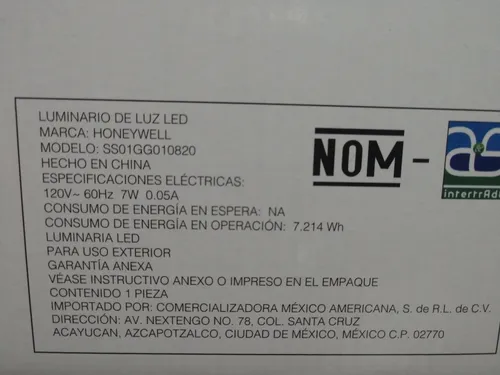 LUMINARIO DE LUZ LED
MARCA: HONEYWELL
MODELO: SS01GG010820
HECHO EN CHINA
ESPECIFICACIONES ELÉCTRICAS:
120V~ 60Hz 7W 0.05A
CONSUMO DE ENERGÍA EN ESPERA: NA
CONSUMO DE ENERGÍA EN OPERACIÓN: 7.214 Wh
LUMINARIA LED
PARA USO EXTERIOR
GARANTÍA ANEXA
VÉASE INSTRUCTIVO ANEXO O IMPRESO EN EL EMPAQUE
CONTENIDO 1 PIEZA
IMPORTADO POR: COMERCIALIZADORA MÉXICO AMERICANA, S. de R.L. de C.V.
DIRECCIÓN: AV. NEXTENGO NO. 78, COL. SANTA CRUZ
ACAYUCAN, AZCAPOTZALCO, CIUDAD DE MÉXICO, MÉXICO C.P. 02770
NOM-
intertrAde